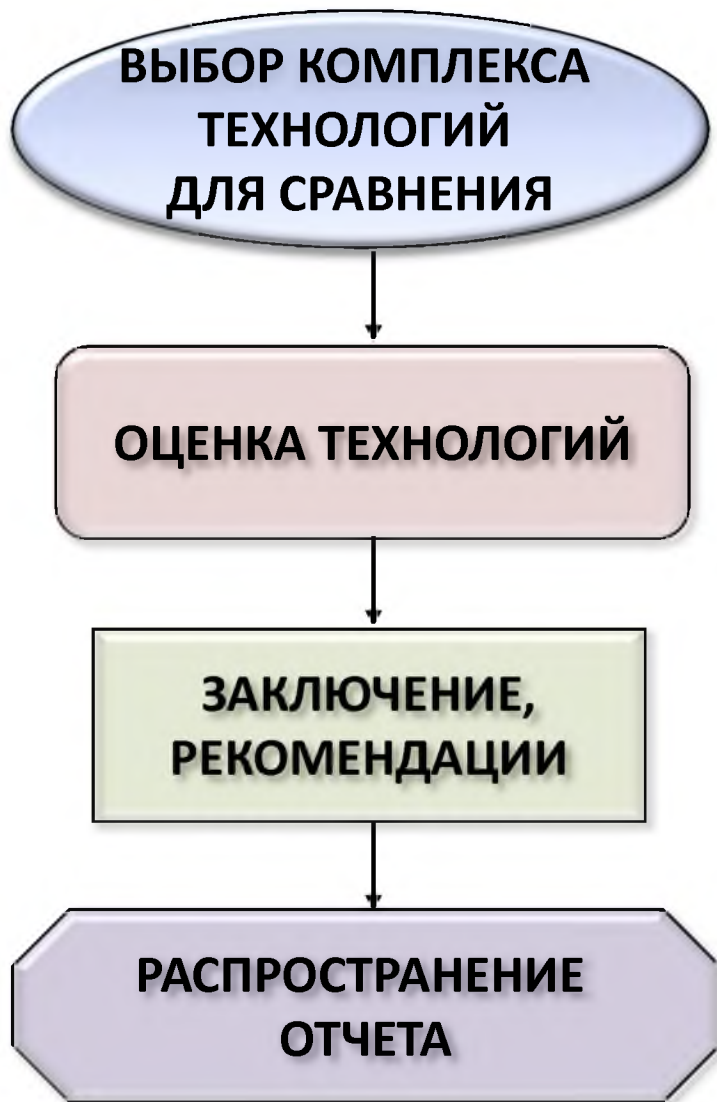 ВЫБОР КОМПЛЕКСА
ТЕХНОЛОГИЙ
ДЛЯ СРАВНЕНИЯ
ОЦЕНКА ТЕХНОЛОГИЙ
ЗАКЛЮЧЕНИЕ,
РЕКОМЕНДАЦИИ
РАСПРОСТРАНЕНИЕ
ОТЧЕТА